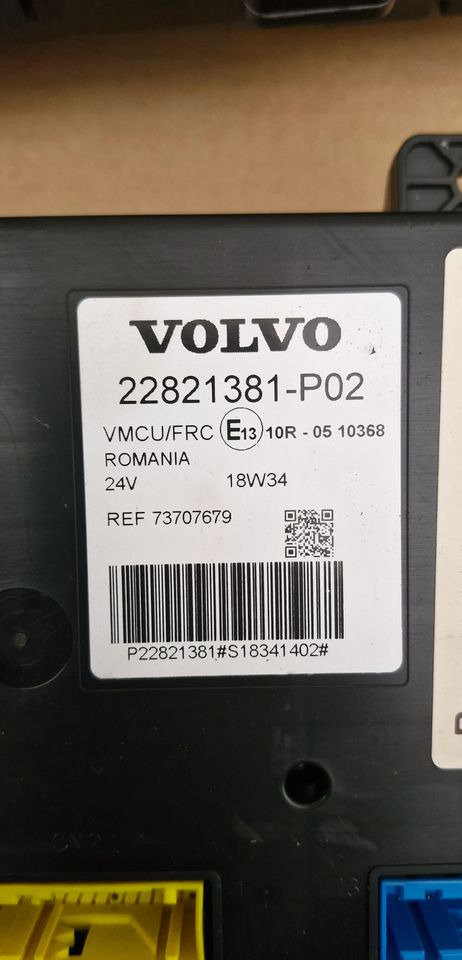 VOLVO
22821381-P02
VMCU/FRC E13 10R - 05 10368
ROMANIA
24V 18W34
REF 73707679
P22821381#S18341402#